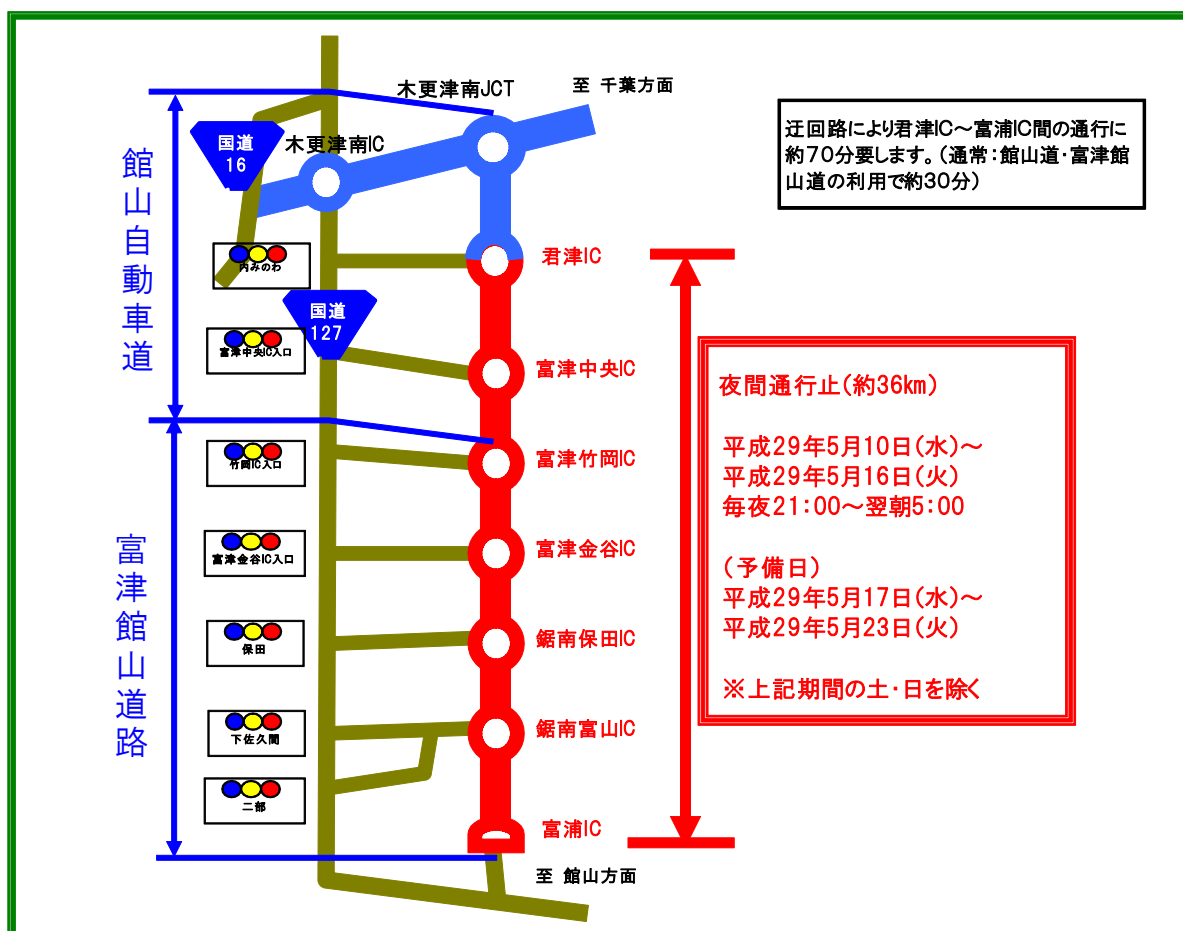 木更津南JCT
至 千葉方面
国道
16
木更津南IC
迂回路により君津IC～富浦IC間の通行に
約70分要します。(通常：館山道・富津館
山道の利用で約30分)
館山自動車道
内みのわ
君津IC
国道
127
富津中央IC入口
富津中央IC
夜間通行止(約36km)
平成29年5月10日(水)～
平成29年5月16日(火)
毎夜21:00～翌朝5:00
(予備日)
平成29年5月17日(水)～
平成29年5月23日(火)
※上記期間の土・日を除く
竹岡IC入口
富津竹岡IC
富津館山道路
富津金谷IC入口
富津金谷IC
保田
鋸南保田IC
下佐久間
鋸南富山IC
二部
富浦IC
至 館山方面